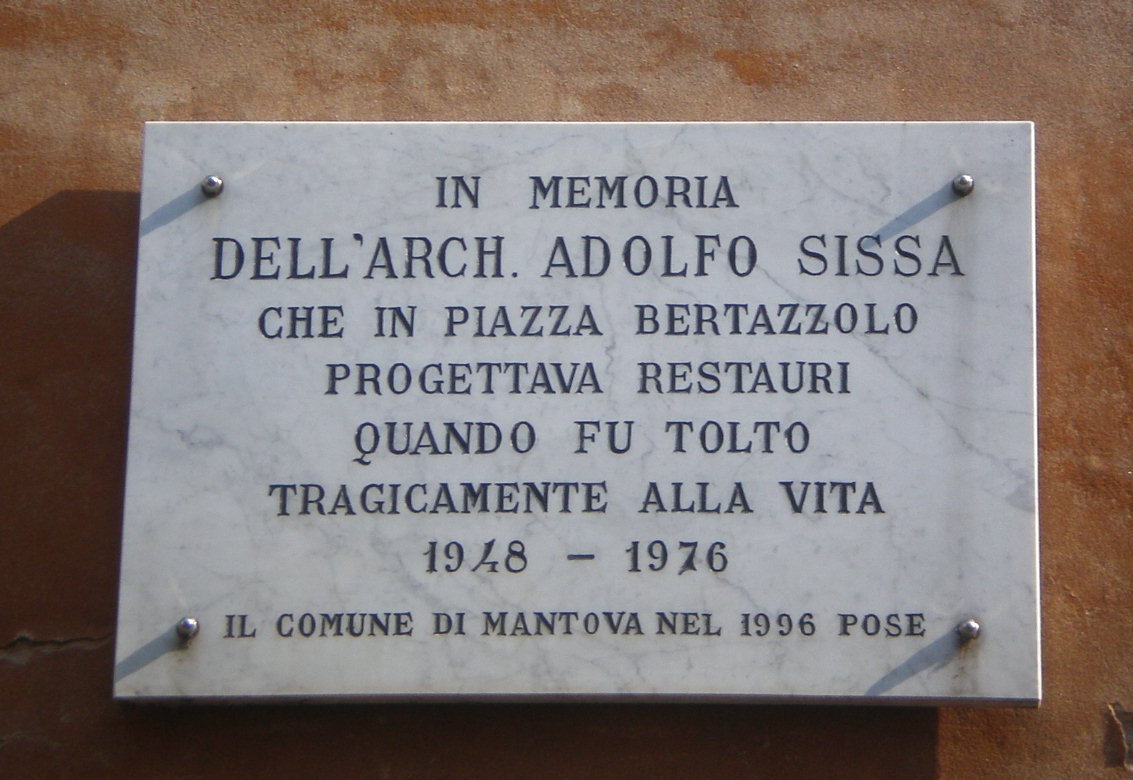 IN MEMORIA
DELL'ARCH. ADOLFO SISSA
CHE IN PIAZZA BERTAZZOLO
PROGETTAVA RESTAURI
QUANDO FU TOLTO
TRAGICAMENTE ALLA VITA
1948 – 1976
IL COMUNE DI MANTOVA NEL 1996 POSE